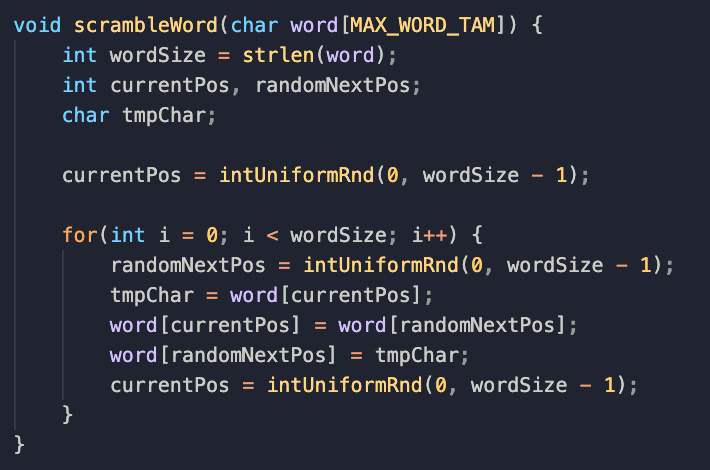 void scrambleWord(char word[MAX_WORD_TAM]) {
    int wordSize = strlen(word);
    int currentPos, randomNextPos;
    char tmpChar;

    currentPos = intUniformRnd(0, wordSize - 1);

    for(int i = 0; i < wordSize; i++) {
        randomNextPos = intUniformRnd(0, wordSize - 1);
        tmpChar = word[currentPos];
        word[currentPos] = word[randomNextPos];
        word[randomNextPos] = tmpChar;
        currentPos = intUniformRnd(0, wordSize - 1);
    }
}